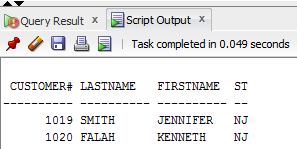 Query Result x Script Output x
Task completed in 0.049 seconds
CUSTOMER# LASTNAME FIRSTNAME ST
---------- ---------- ---------- --
1019 SMITH JENNIFER NJ
1020 FALAH KENNETH NJ